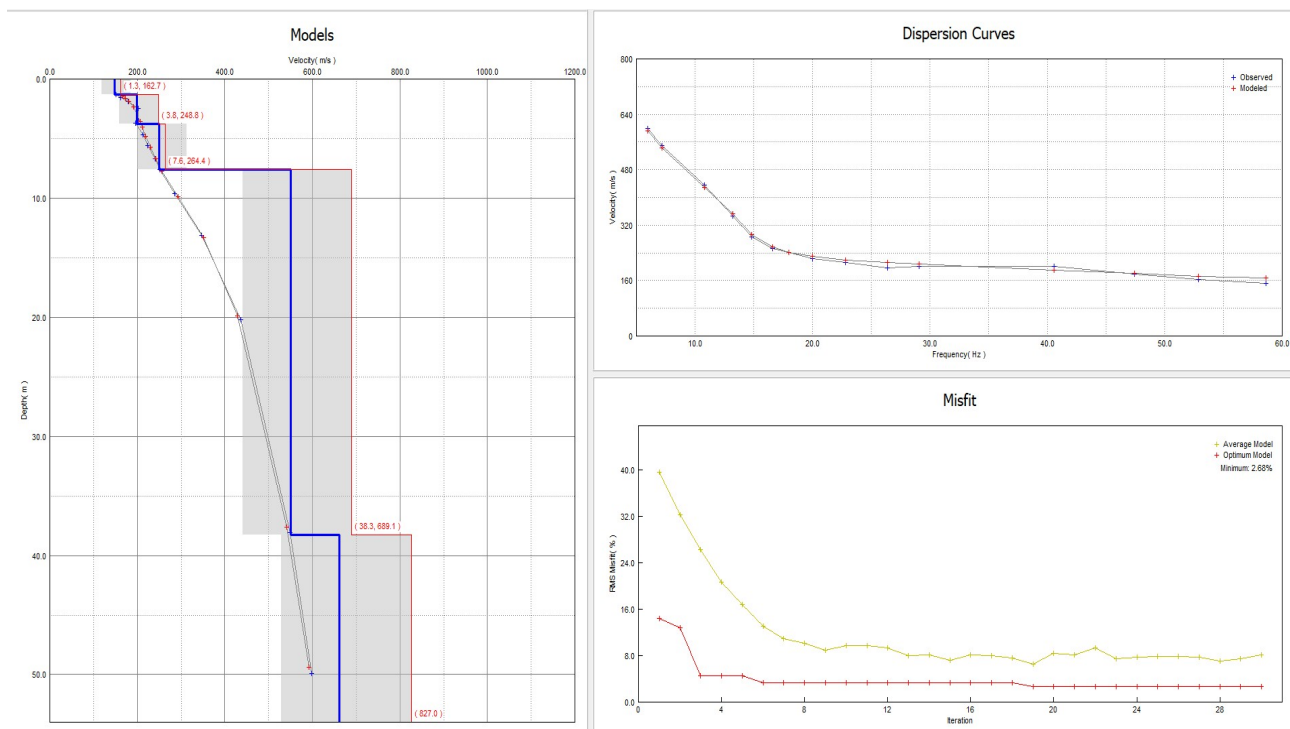 Models
Velocity( m/s )
0.0 200.0 400.0 600.0 800.0 1000.0 1200.0
0.0
( 1.3, 162.7 )
( 3.8, 248.8 )
( 7.6, 264.4 )
10.0
20.0
Depth( m )
30.0
( 38.3, 689.1 )
40.0
50.0
( 827.0 )
Dispersion Curves
800
Observed
Modeled
640
480
Velocity( m/s )
320
160
0
10.0 20.0 30.0 40.0 50.0 60.0
Frequency( Hz )
Misfit
Average Model
Optimum Model
Minimum: 2.68%
40.0
32.0
24.0
RMS Misfit( % )
16.0
8.0
0.0
0 4 8 12 16 20 24 28
Iteration